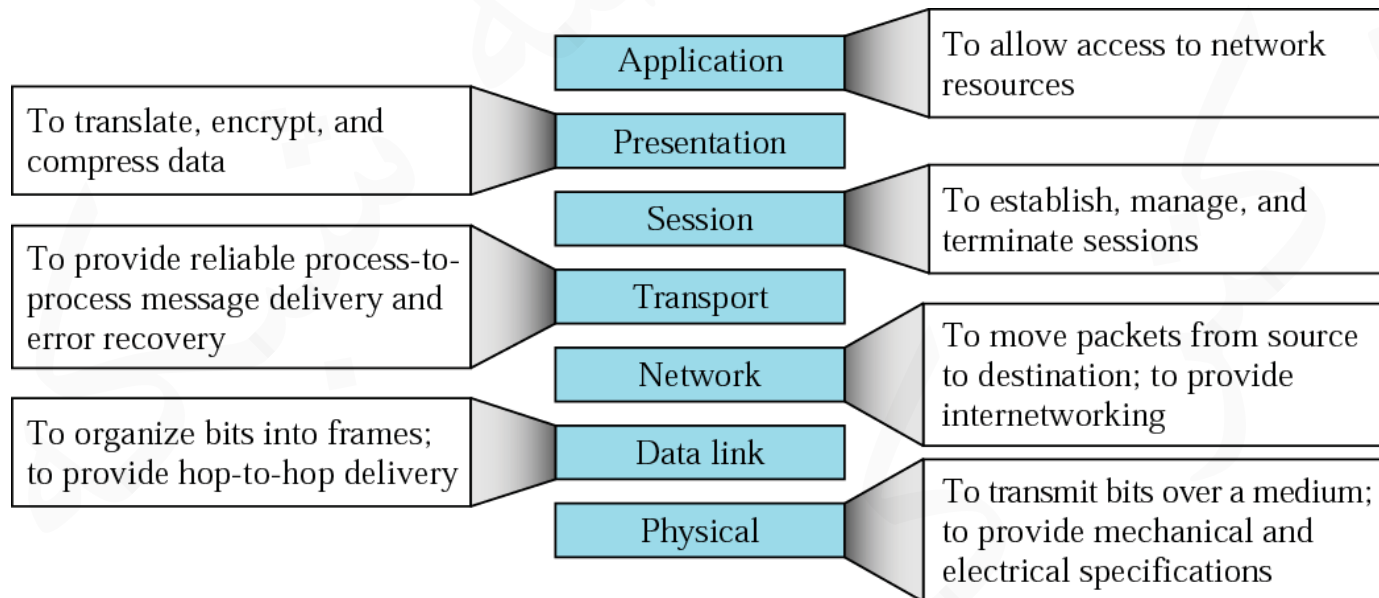 Application
To allow access to network
resources
To translate, encrypt, and
compress data
Presentation
Session
To establish, manage, and
terminate sessions
To provide reliable process-to-
process message delivery and
error recovery
Transport
Network
To move packets from source
to destination; to provide
internetworking
To organize bits into frames;
to provide hop-to-hop delivery
Data link
Physical
To transmit bits over a medium;
to provide mechanical and
electrical specifications